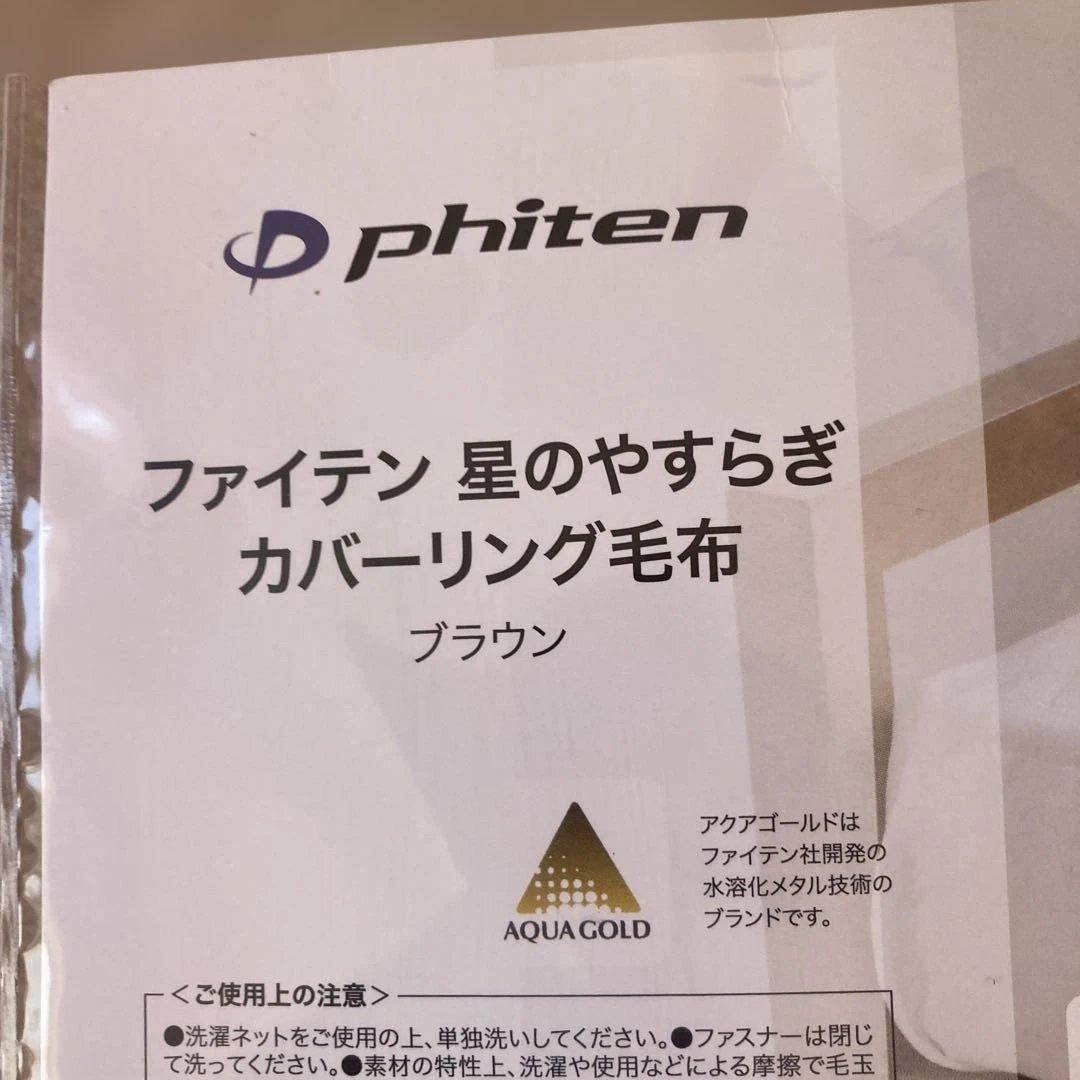 phiten
ファイテン 星のやすらぎ
カバーリング毛布
ブラウン
AQUA GOLD
アクアゴールドは
ファイテン社開発の
水溶化メタル技術の
ブランドです。
＜ご使用上の注意＞
●洗濯ネットをご使用の上、単独洗いしてください。●ファスナーは閉じ
て洗ってください。●素材の特性上、洗濯や使用などによる摩擦で毛玉